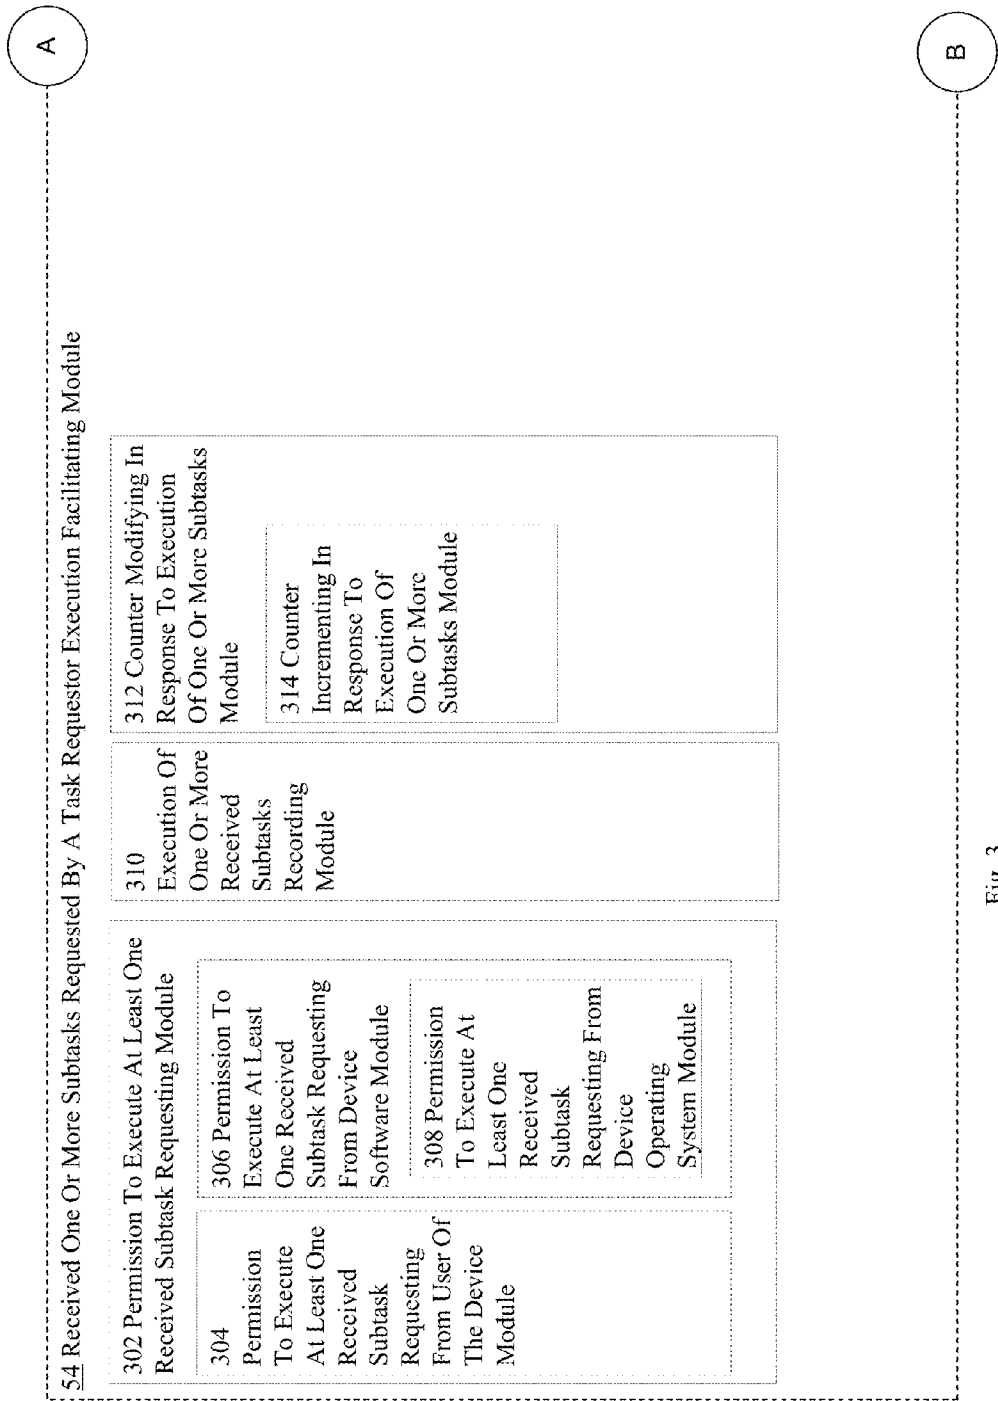 54 Received One Or More Subtasks Requested By A Task Requestor Execution Facilitating Module
302 Permission To Execute At Least One
Received Subtask Requesting Module
304
Permission
To Execute
At Least One
Received
Subtask
Requesting
From User Of
The Device
Module
306 Permission To
Execute At Least
One Received
Subtask Requesting
From Device
Software Module
308 Permission
To Execute At
Least One
Received
Subtask
Requesting From
Device
Operating
System Module
310
Execution Of
One Or More
Received
Subtasks
Recording
Module
312 Counter Modifying In
Response To Execution
Of One Or More Subtasks
Module
314 Counter
Incrementing In
Response To
Execution Of
One Or More
Subtasks Module
A
B
Fig. 3